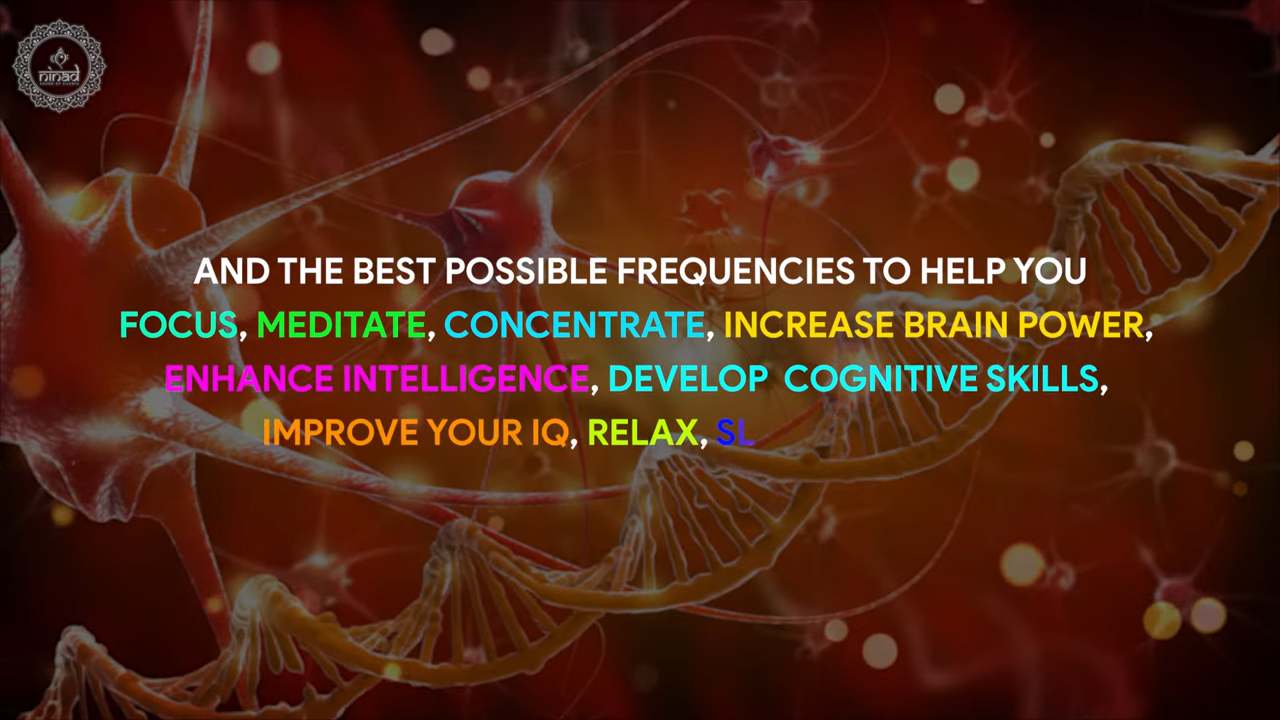 ninad
AND THE BEST POSSIBLE FREQUENCIES TO HELP YOU
FOCUS, MEDITATE, CONCENTRATE, INCREASE BRAIN POWER,
ENHANCE INTELLIGENCE, DEVELOP COGNITIVE SKILLS,
IMPROVE YOUR IQ, RELAX, SL